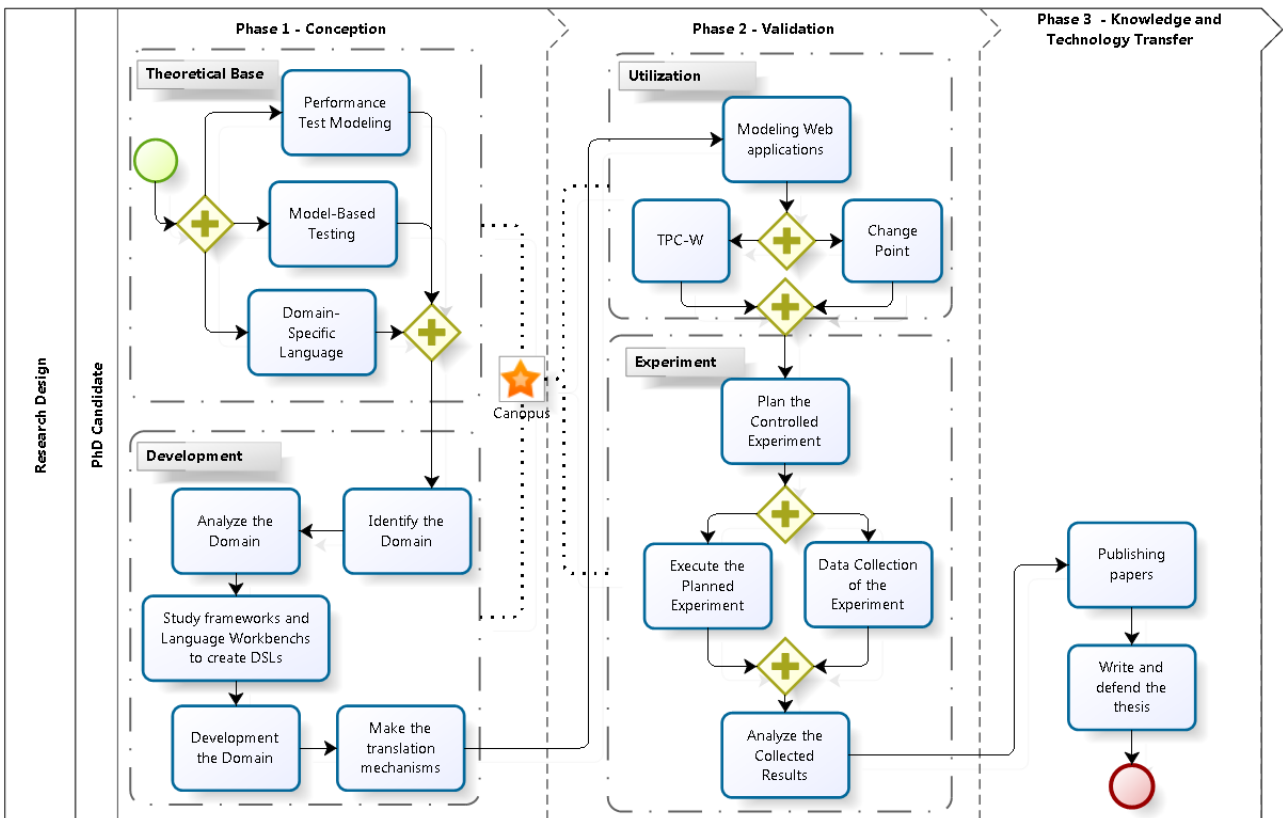 Research Design
PhD Candidate
Phase 1 - Conception
Theoretical Base
Performance
Test Modeling
Model-Based
Testing
Domain-
Specific
Language
Development
Analyze the
Domain
Identify the
Domain
Study frameworks and
Language Workbenchs
to create DSLs
Development
the Domain
Make the
translation
mechanisms
Canopus
Phase 2 - Validation
Utilization
Modeling Web
applications
TPC-W
Change
Point
Experiment
Plan the
Controlled
Experiment
Execute the
Planned
Experiment
Data Collection
of the
Experiment
Analyze the
Collected
Results
Phase 3 - Knowledge and
Technology Transfer
Publishing
papers
Write and
defend the
thesis